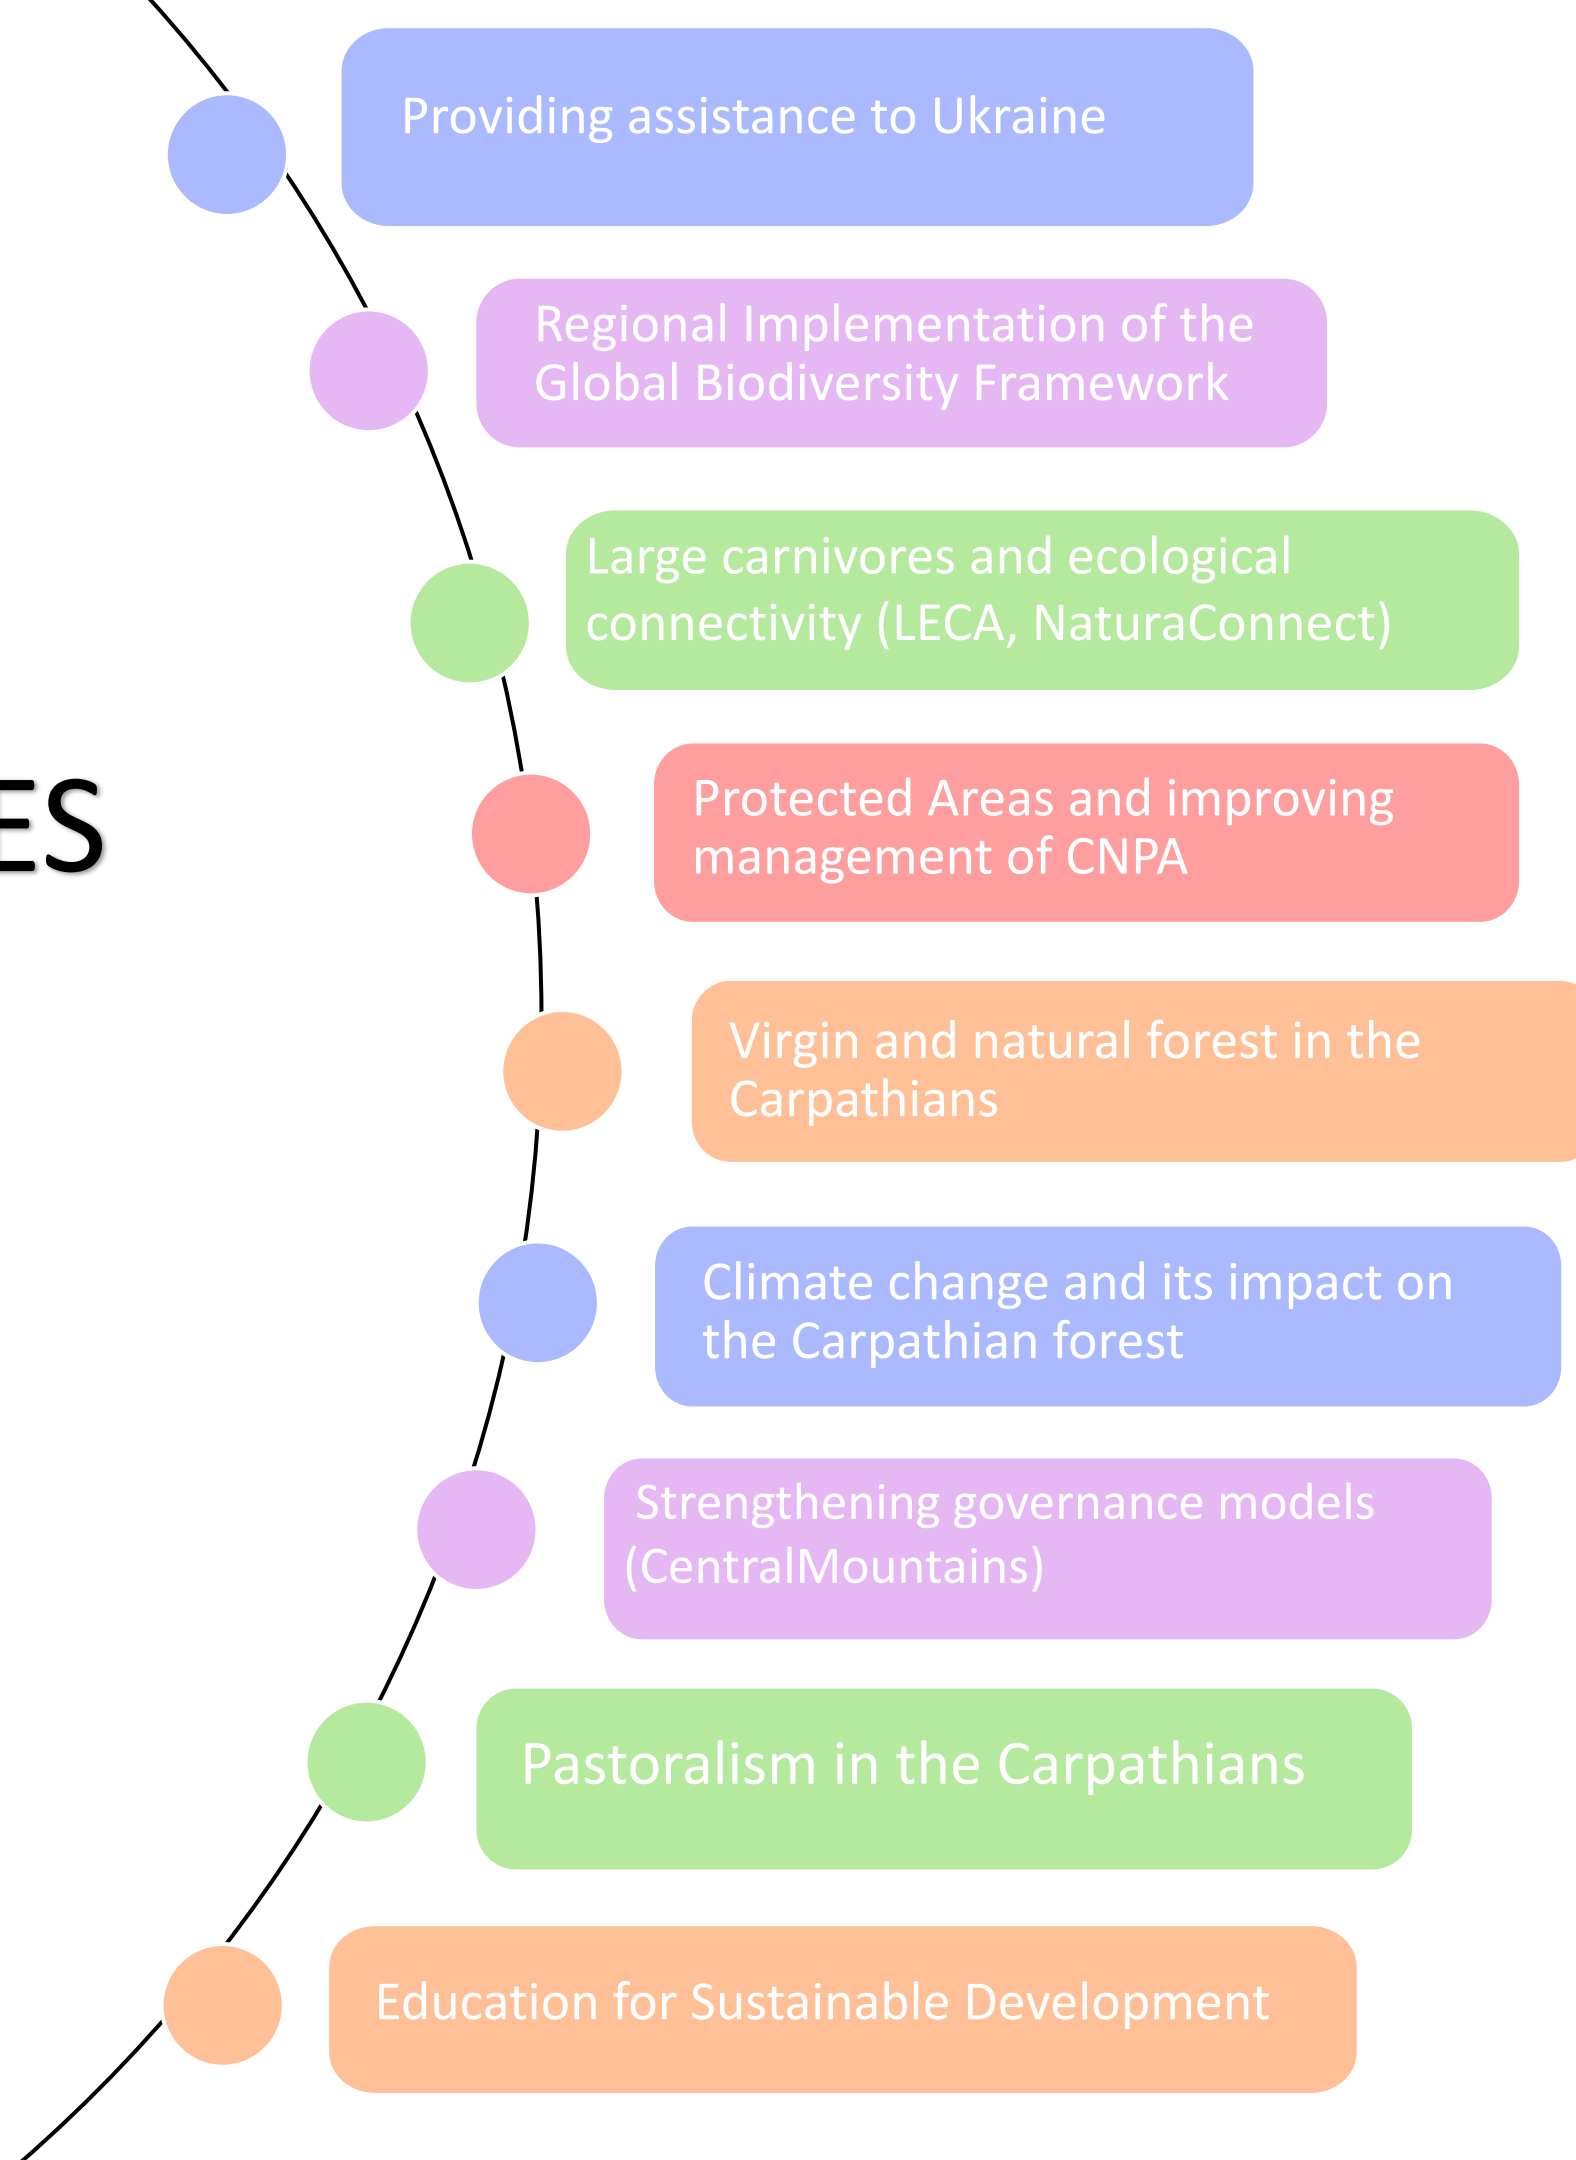 Providing assistance to Ukraine
Regional Implementation of the
Global Biodiversity Framework
Large carnivores and ecological
connectivity (LECA, NaturaConnect)
ES
Protected Areas and improving
management of CNPA
Virgin and natural forest in the
Carpathians
Climate change and its impact on
the Carpathian forest
Strengthening governance models
(CentralMountains)
Pastoralism in the Carpathians
Education for Sustainable Development